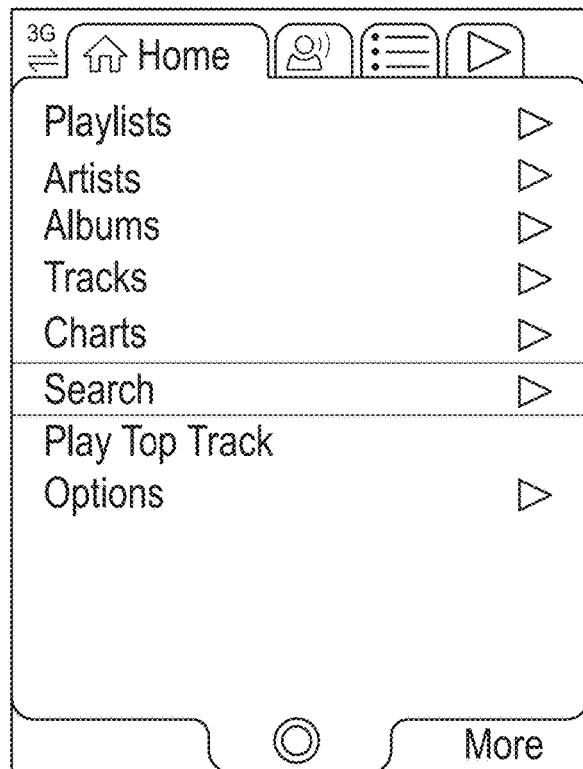 3G
Home
Playlists
Artists
Albums
Tracks
Charts
Search
Play Top Track
Options
More